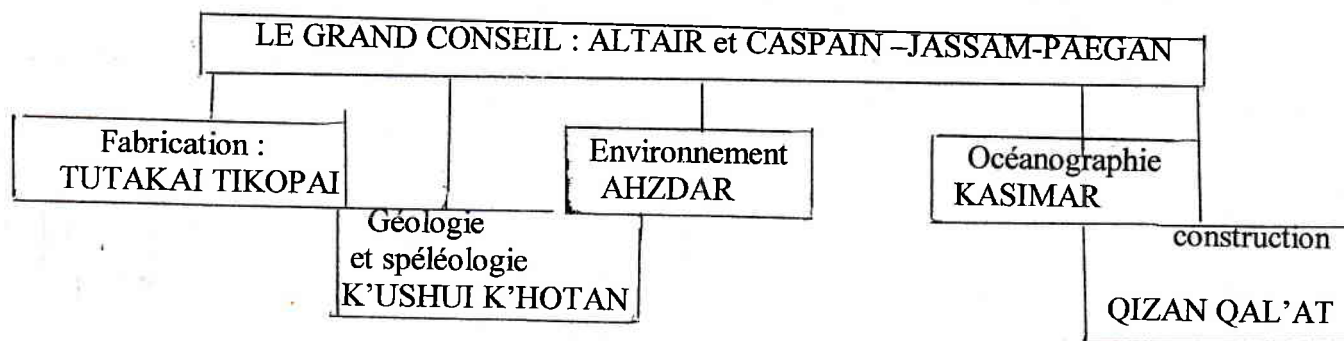 LE GRAND CONSEIL : ALTAIR et CASPAIN –JASSAM-PAEGAN
Fabrication :
TUTAKAI TIKOPAI
Géologie
et spéléologie
K’USHUI K’HOTAN
Environnement
AHZDAR
Océanographie
KASIMAR
construction
QIZAN QAL’AT